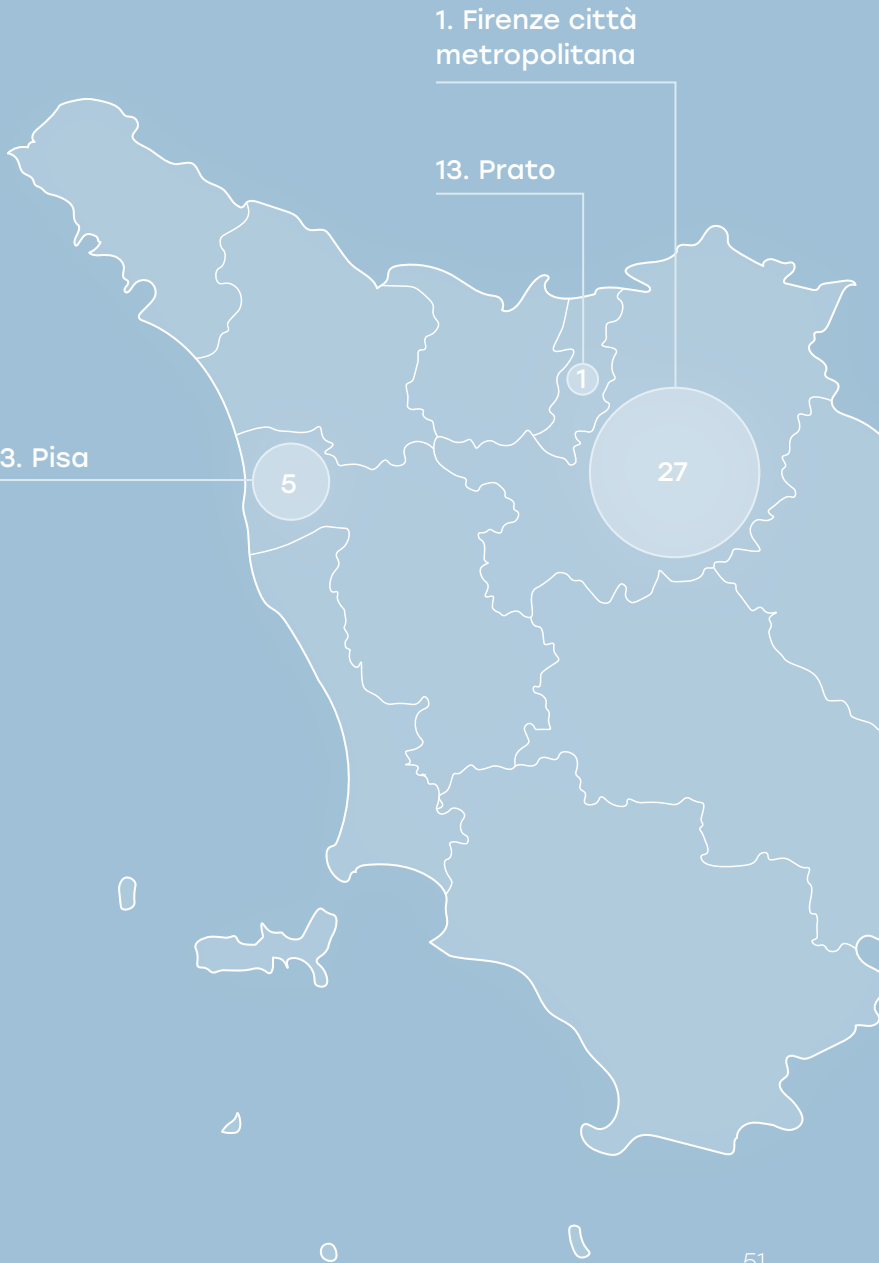 1. Firenze città
metropolitana
13. Prato
1
27
3. Pisa
5
51